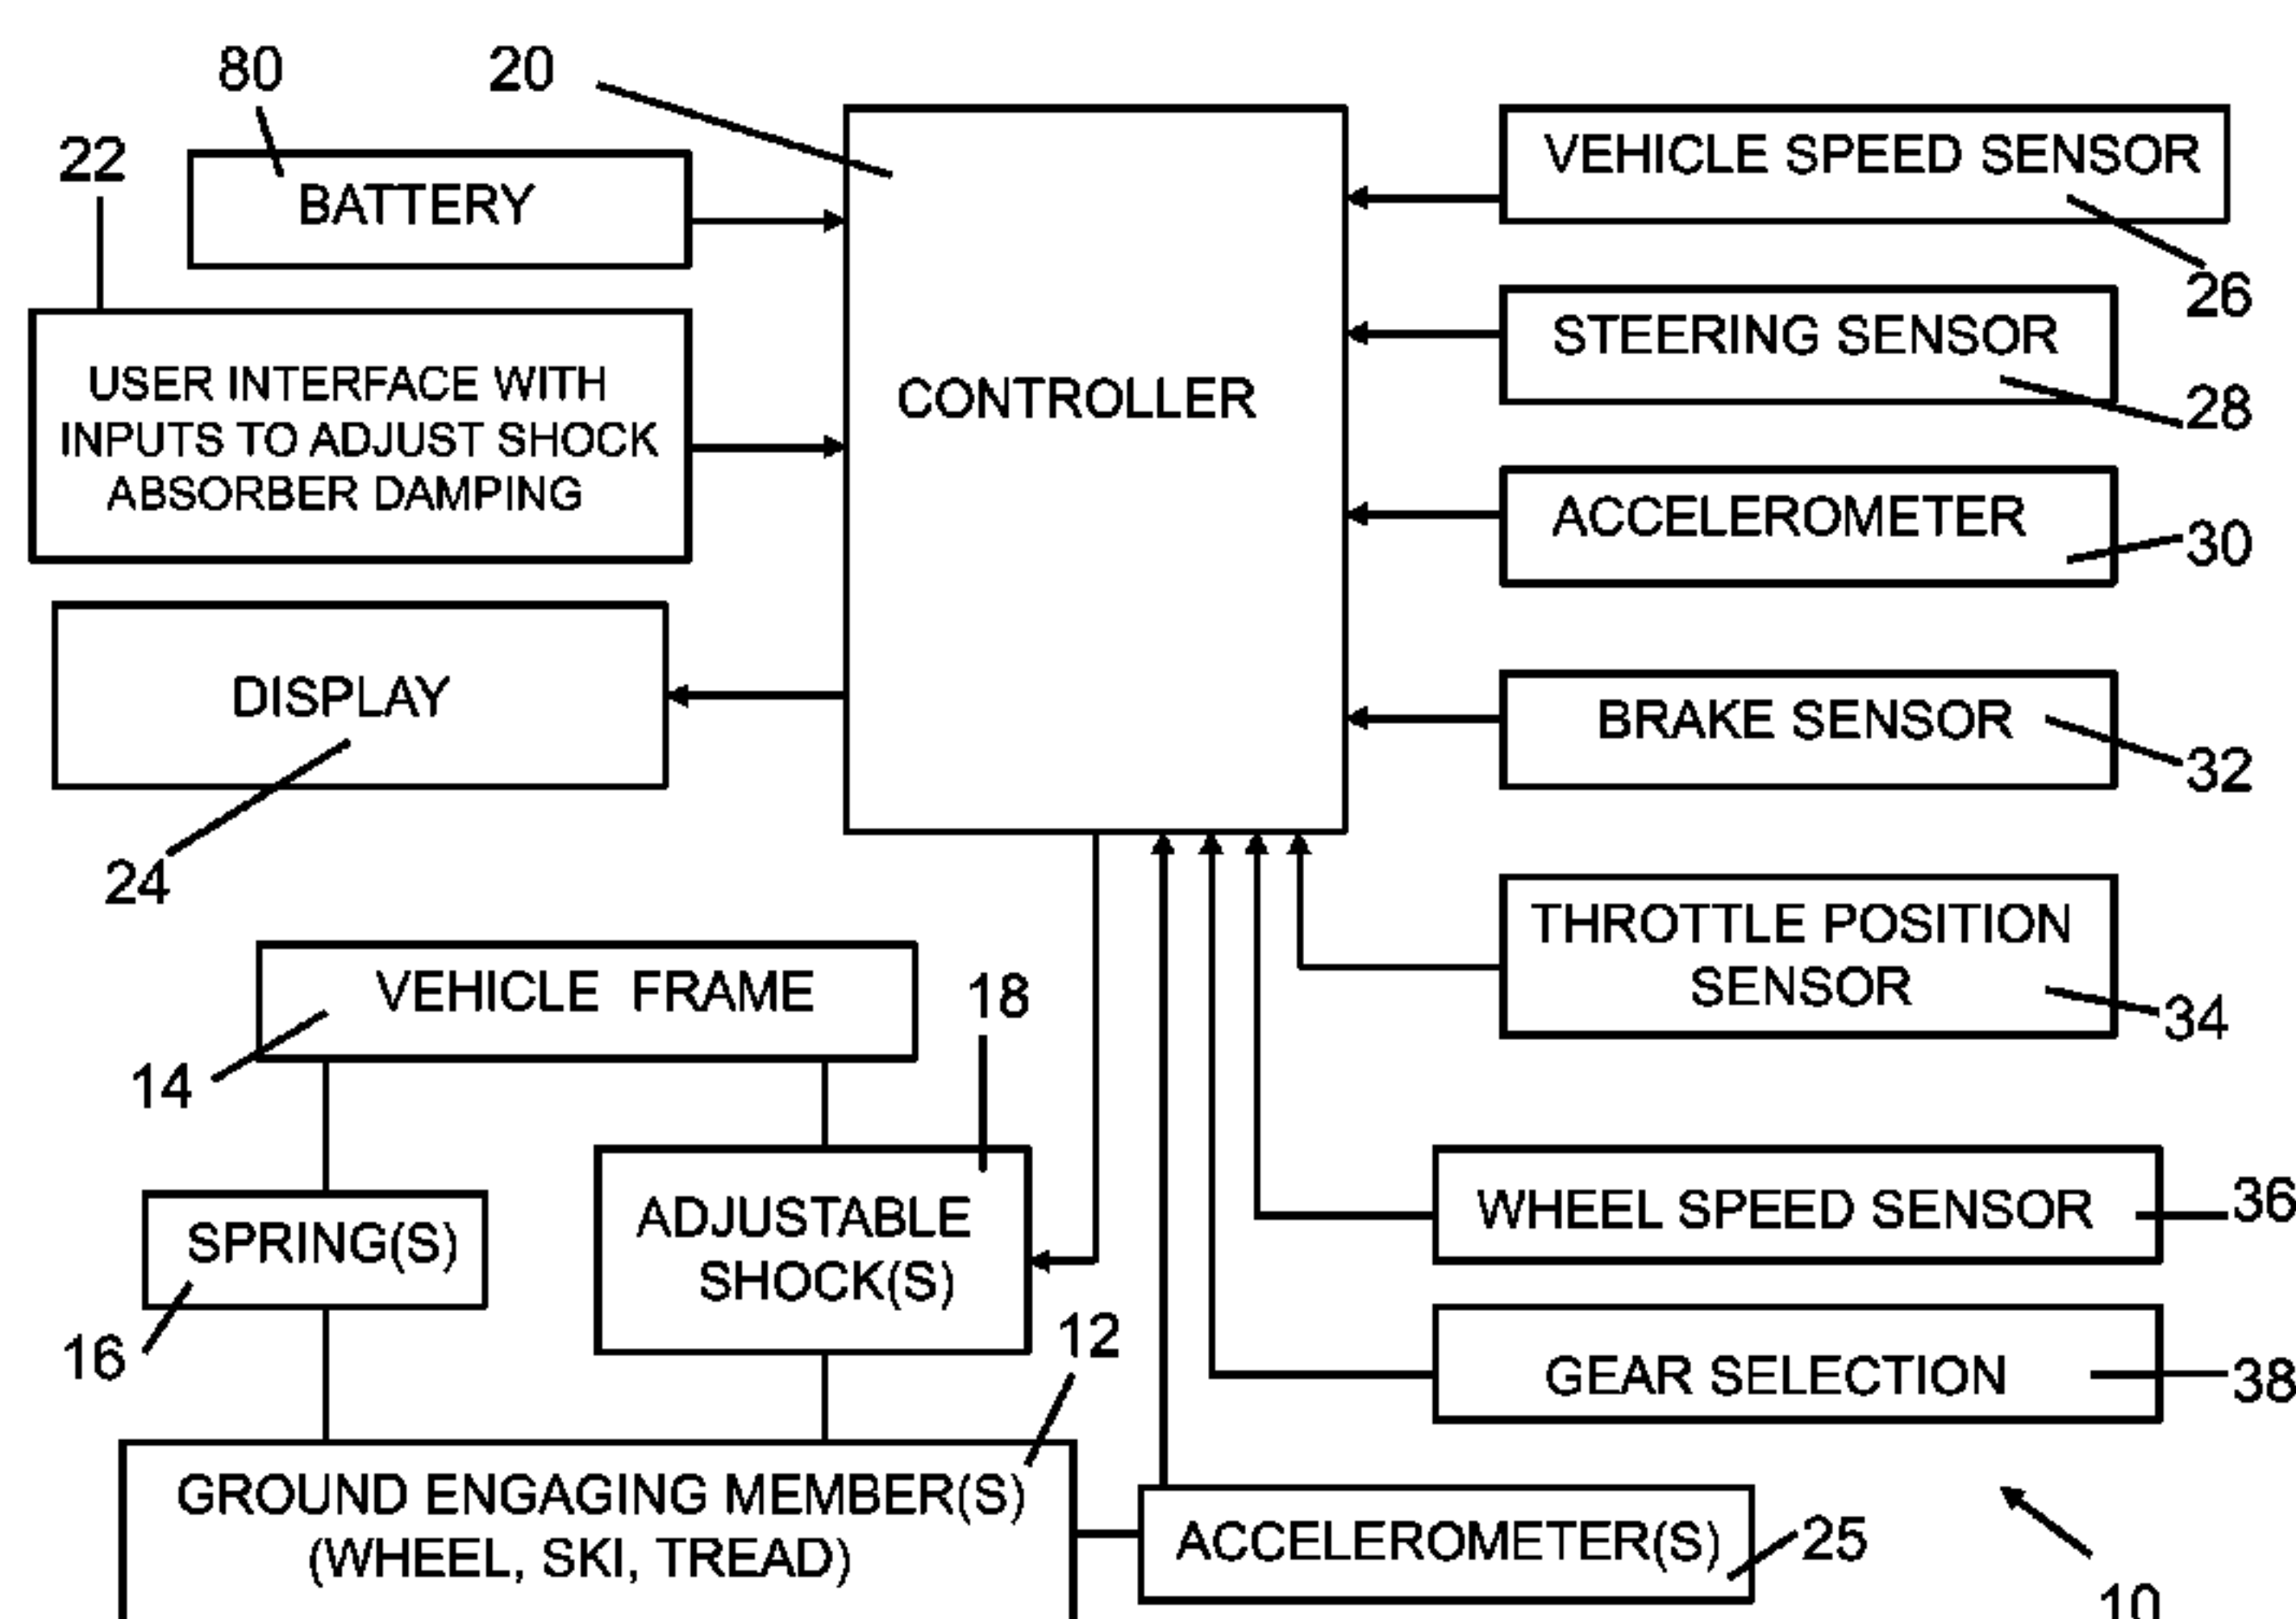 80
20
22
BATTERY
VEHICLE SPEED SENSOR
26
USER INTERFACE WITH
INPUTS TO ADJUST SHOCK
ABSORBER DAMPING
CONTROLLER
STEERING SENSOR
28
ACCELEROMETER
30
DISPLAY
24
BRAKE SENSOR
32
THROTTLE POSITION
SENSOR
34
VEHICLE FRAME
14
18
SPRING(S)
16
ADJUSTABLE
SHOCK(S)
12
WHEEL SPEED SENSOR
36
GEAR SELECTION
38
GROUND ENGAGING MEMBER(S)
(WHEEL, SKI, TREAD)
ACCELEROMETER(S)
25
10